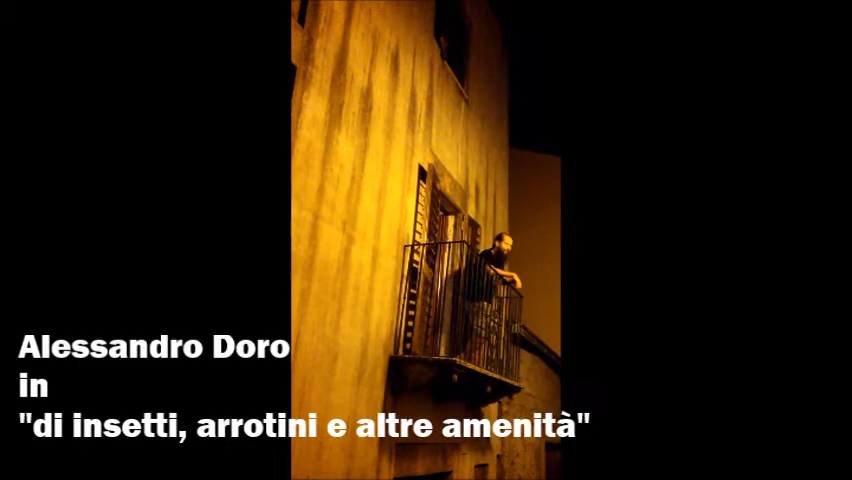 Alessandro Doro
in
"di insetti, arrotini e altre amenità"